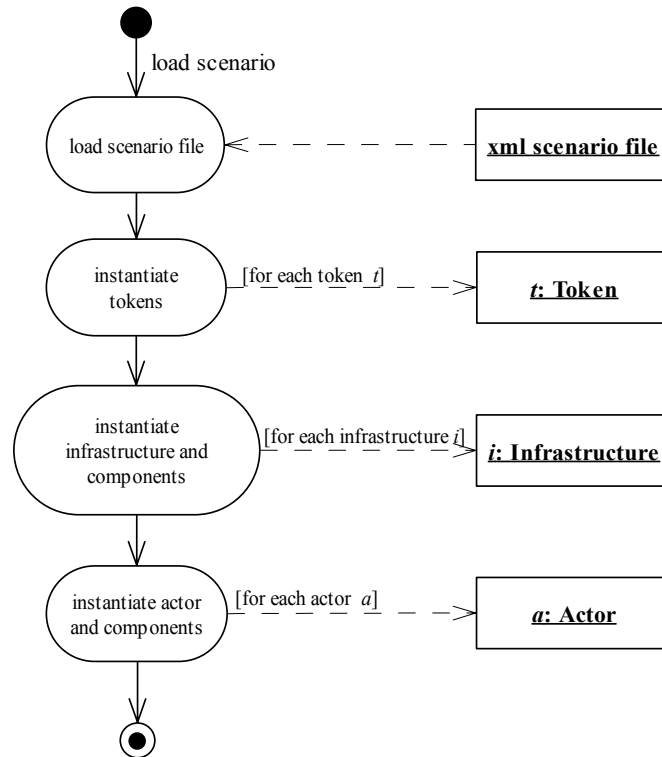 load scenario
load scenario file
xml scenario file
instantiate
tokens
[for each token t]
t: Token
instantiate
infrastructure and
components
[for each infrastructure i]
i: Infrastructure
instantiate actor
and components
[for each actor a]
a: Actor